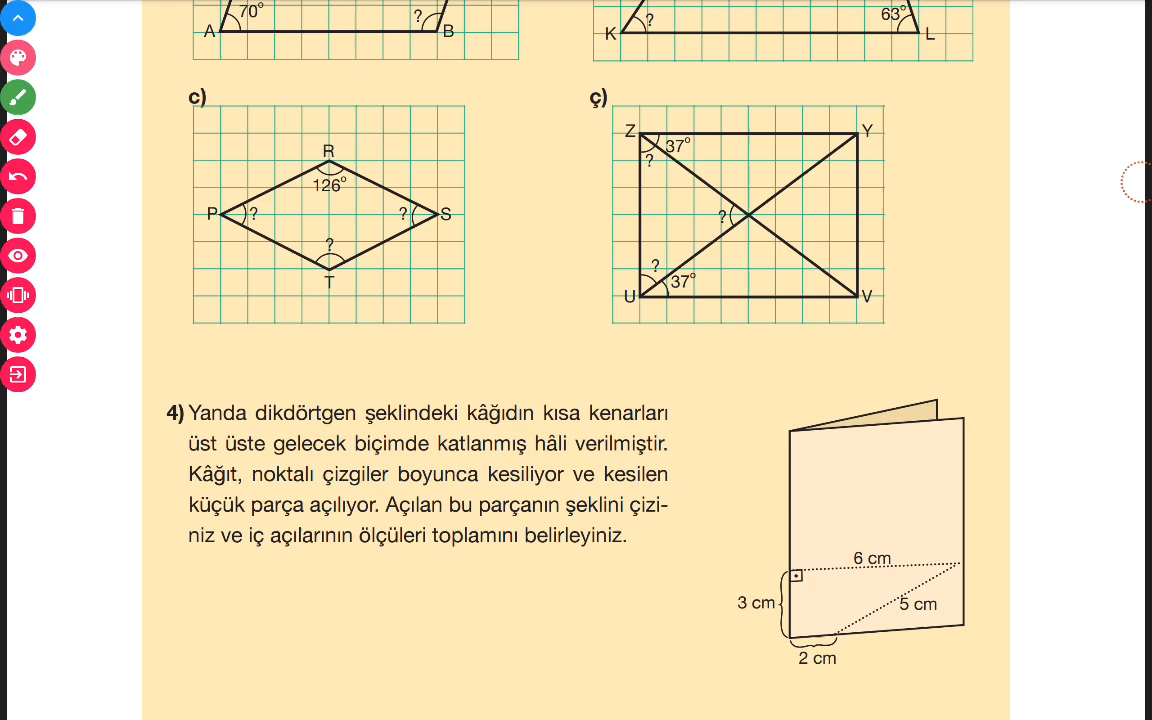 70°
?
A
B
?
63°
K
L
c)
R
126°
P
?
?
S
?
T
ç)
Z
Y
37°
?
?
?
37°
U
V
4) Yanda dikdörtgen şeklindeki kâğıdın kısa kenarları
üst üste gelecek biçimde katlanmış hâli verilmiştir.
Kâğıt, noktalı çizgiler boyunca kesiliyor ve kesilen
küçük parça açılıyor. Açılan bu parçanın şeklini çizi-
niz ve iç açılarının ölçüleri toplamını belirleyiniz.
6 cm
3 cm
5 cm
2 cm